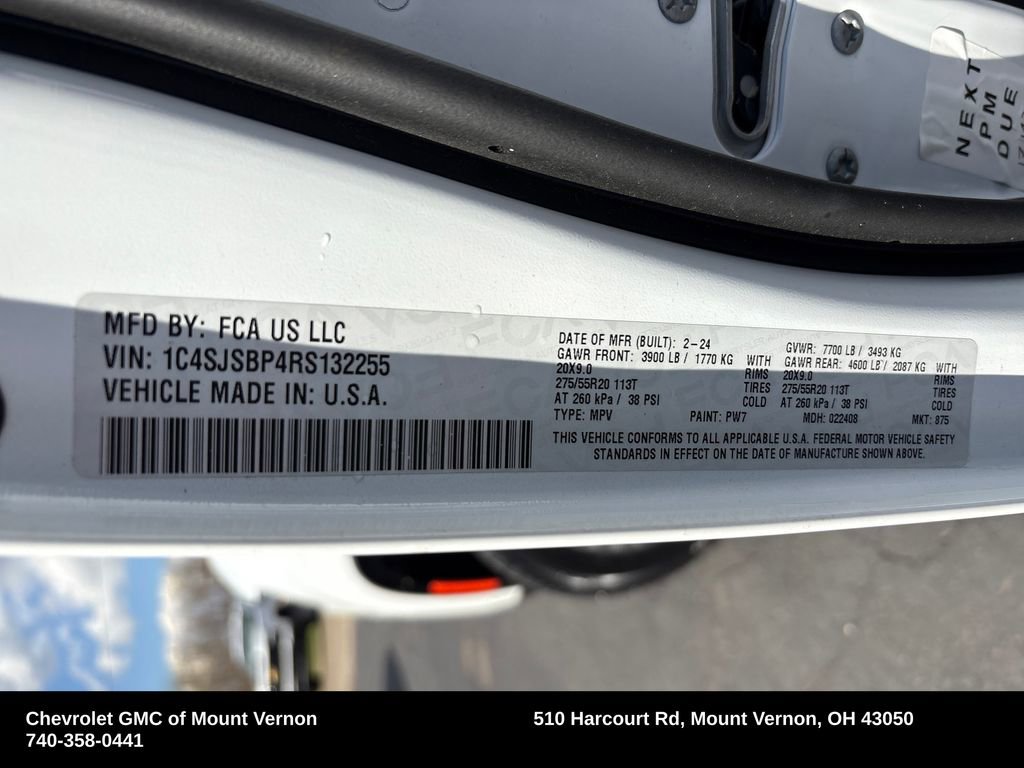 NEXT
PM
DUE
MFD BY: FCA US LLC
VIN: 1C4SJSBP4RS132255
VEHICLE MADE IN: U.S.A.
DATE OF MFR (BUILT): 2-24
GAWR FRONT: 3900 LB / 1770 KG WITH
20X9.0 RIMS
275/55R20 113T TIRES
AT 260 kPa / 38 PSI COLD
TYPE: MPV PAINT: PW7
GVWR: 7700 LB / 3493 KG
GAWR REAR: 4600 LB / 2087 KG WITH
20X9.0 RIMS
275/55R20 113T TIRES
AT 260 kPa / 38 PSI COLD
MDH: 022408 MKT: 875
THIS VEHICLE CONFORMS TO ALL APPLICABLE U.S.A. FEDERAL MOTOR VEHICLE SAFETY
STANDARDS IN EFFECT ON THE DATE OF MANUFACTURE SHOWN ABOVE.
Chevrolet GMC of Mount Vernon
740-358-0441
510 Harcourt Rd, Mount Vernon, OH 43050